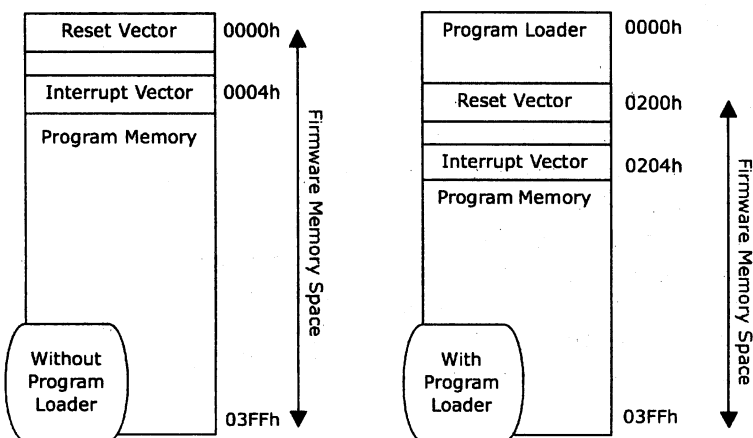 Reset Vector
0000h
Interrupt Vector
0004h
Program Memory
Firmware Memory Space
Without
Program
Loader
03FFh
Program Loader
0000h
Reset Vector
0200h
Interrupt Vector
0204h
Program Memory
Firmware Memory Space
With
Program
Loader
03FFh